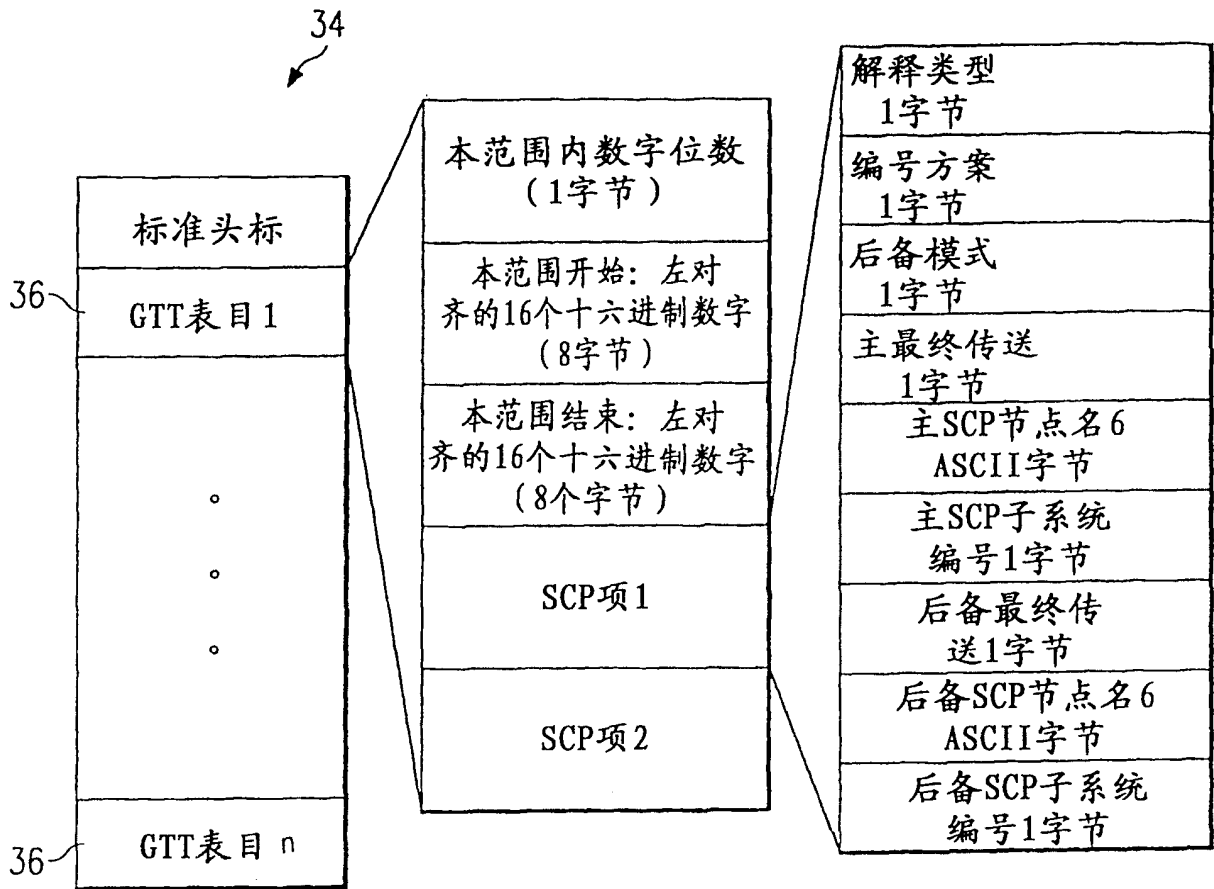 34
标准头标
36
GTT表目1
36
GTT表目 n
本范围内数字位数
(1字节)
本范围开始: 左对
齐的16个十六进制数字
(8字节)
本范围结束: 左对
齐的16个十六进制数字
(8个字节)
SCP项1
SCP项2
解释类型
1字节
编号方案
1字节
后备模式
1字节
主最终传送
1字节
主SCP节点名6
ASCII字节
主SCP子系统
编号1字节
后备最终传
送1字节
后备SCP节点名6
ASCII字节
后备SCP子系统
编号1字节